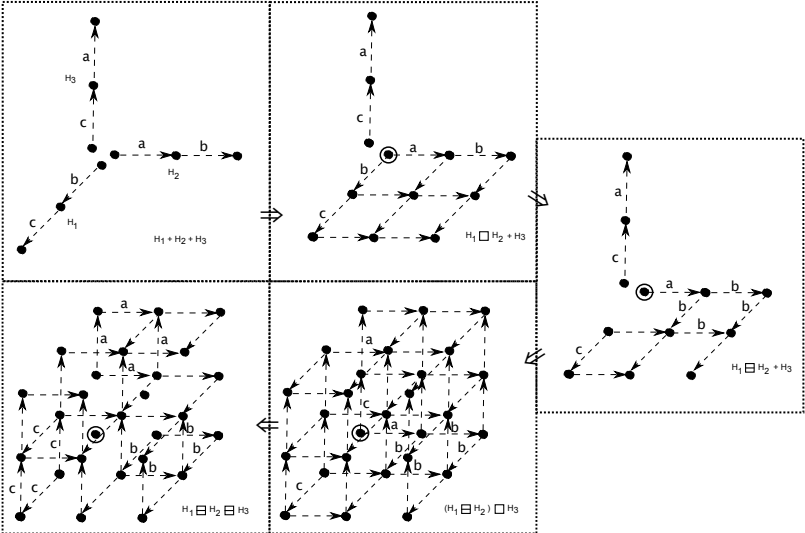 a
H3
c
a b
H2
b
c
H1
H1 + H2 + H3
a
c
a b
b
c
H1 □ H2 + H3
a
c
a b
b b
b
c
H1 ⊟ H2 + H3
a
a a
a
b
c
c b b
b
c c
H1 ⊟ H2 ⊟ H3
c
a b
b b
b
(H1 ⊟ H2) □ H3